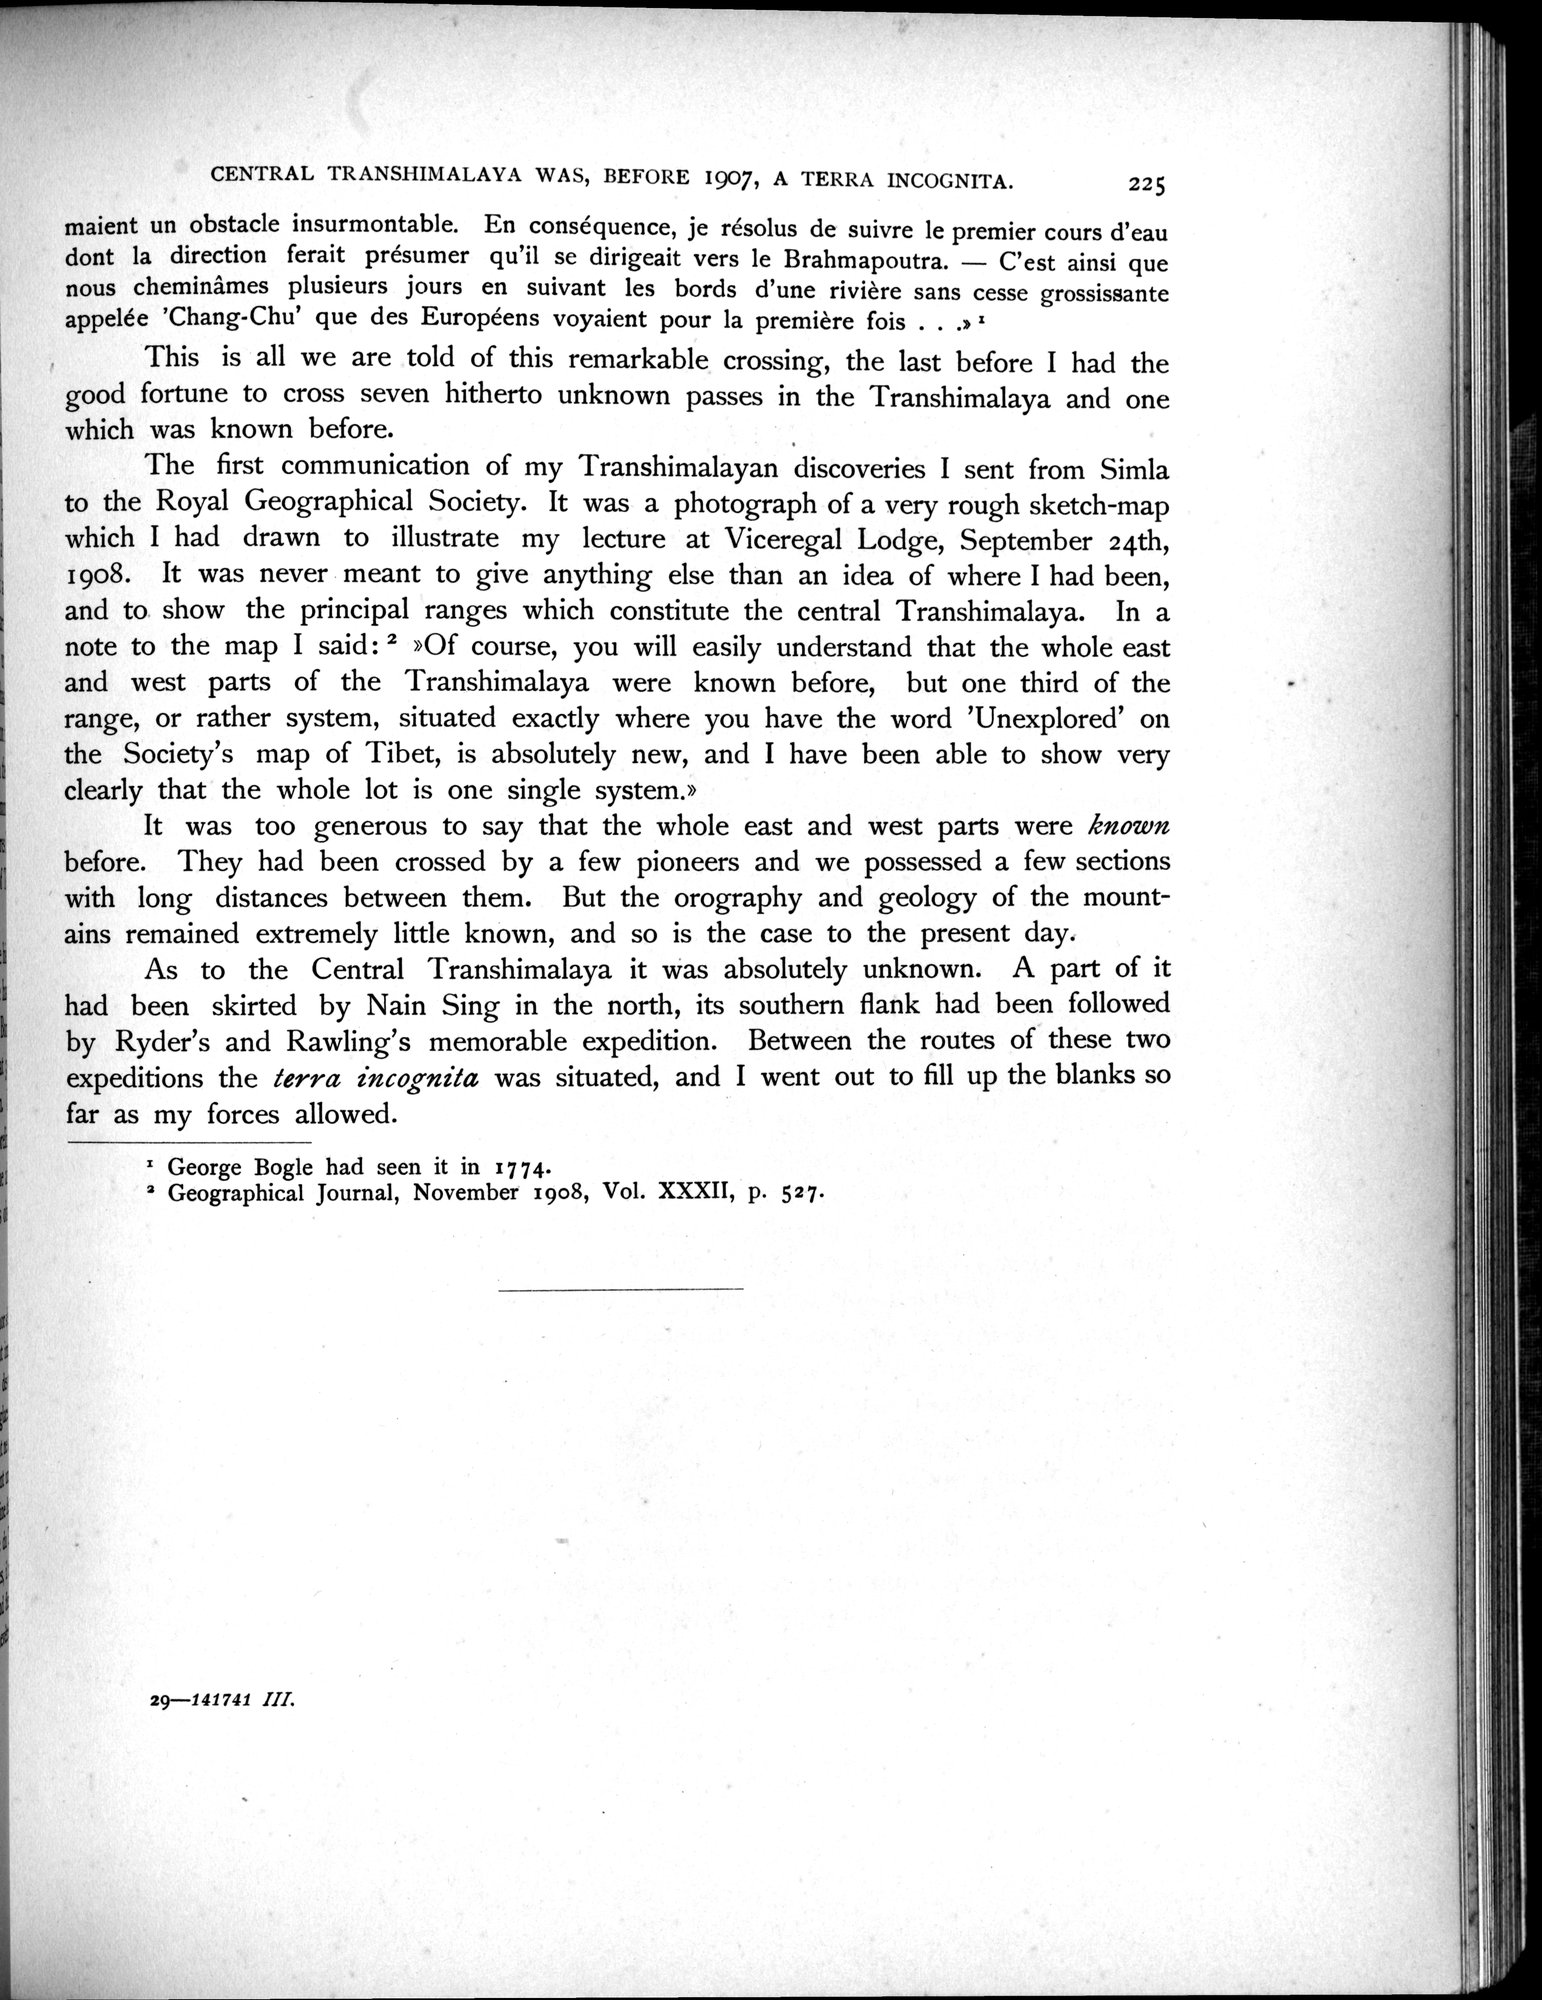 CENTRAL TRANSHIMALAYA WAS, BEFORE 1907, A TERRA INCOGNITA. 225
maient un obstacle insurmontable. En conséquence, je résolus de suivre le premier cours d'eau
dont la direction ferait présumer qu'il se dirigeait vers le Brahmapoutra. — C'est ainsi que
nous cheminâmes plusieurs jours en suivant les bords d'une rivière sans cesse grossissante
appelée 'Chang-Chu' que des Européens voyaient pour la première fois . . .» ¹
This is all we are told of this remarkable crossing, the last before I had the
good fortune to cross seven hitherto unknown passes in the Transhimalaya and one
which was known before.
The first communication of my Transhimalayan discoveries I sent from Simla
to the Royal Geographical Society. It was a photograph of a very rough sketch-map
which I had drawn to illustrate my lecture at Viceregal Lodge, September 24th,
1908. It was never meant to give anything else than an idea of where I had been,
and to show the principal ranges which constitute the central Transhimalaya. In a
note to the map I said: ² »Of course, you will easily understand that the whole east
and west parts of the Transhimalaya were known before, but one third of the
range, or rather system, situated exactly where you have the word 'Unexplored' on
the Society's map of Tibet, is absolutely new, and I have been able to show very
clearly that the whole lot is one single system.»
It was too generous to say that the whole east and west parts were known
before. They had been crossed by a few pioneers and we possessed a few sections
with long distances between them. But the orography and geology of the mount-
ains remained extremely little known, and so is the case to the present day.
As to the Central Transhimalaya it was absolutely unknown. A part of it
had been skirted by Nain Sing in the north, its southern flank had been followed
by Ryder's and Rawling's memorable expedition. Between the routes of these two
expeditions the terra incognita was situated, and I went out to fill up the blanks so
far as my forces allowed.
¹ George Bogle had seen it in 1774.
² Geographical Journal, November 1908, Vol. XXXII, p. 527.
29—141741 III.